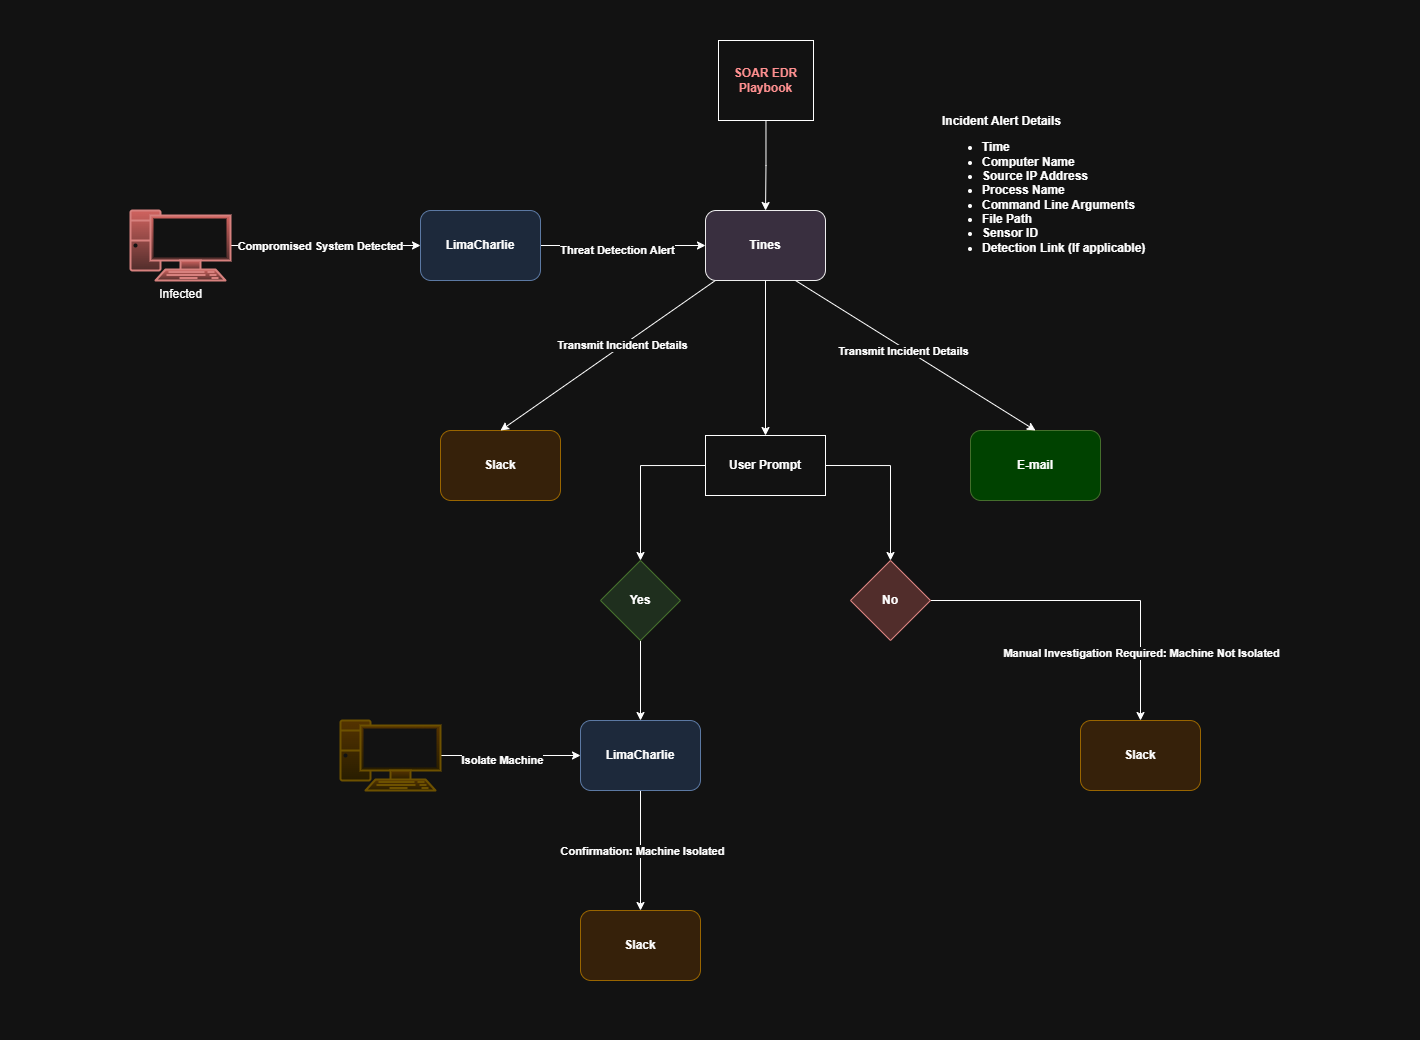 SOAR EDR
Playbook
Incident Alert Details
Time
Computer Name
Source IP Address
Process Name
Command Line Arguments
File Path
Sensor ID
Detection Link (If applicable)
Compromised System Detected
LimaCharlie
Threat Detection Alert
Tines
Infected
Transmit Incident Details
Transmit Incident Details
Slack
User Prompt
E-mail
Yes
No
Manual Investigation Required: Machine Not Isolated
Isolate Machine
LimaCharlie
Slack
Confirmation: Machine Isolated
Slack